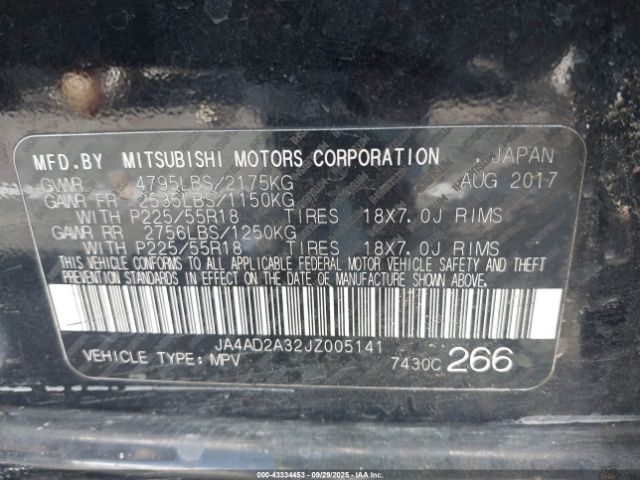 MFD.BY MITSUBISHI MOTORS CORPORATION , JAPAN
GVWR 4795LBS/2175KG AUG 2017
GAWR FR 2535LBS/1150KG
WITH P225/55R18 TIRES 18X7.0J RIMS
GAWR RR 2756LBS/1250KG
WITH P225/55R18 TIRES 18X7.0J RIMS
THIS VEHICLE CONFORMS TO ALL APPLICABLE FEDERAL MOTOR VEHICLE SAFETY AND THEFT
PREVENTION STANDARDS IN EFFECT ON THE DATE OF MANUFACTURE SHOWN ABOVE.
JA4AD2A32JZ005141
VEHICLE TYPE: MPV 7430C 266
000-43334453 - 09/29/2025 - IAAI.COM